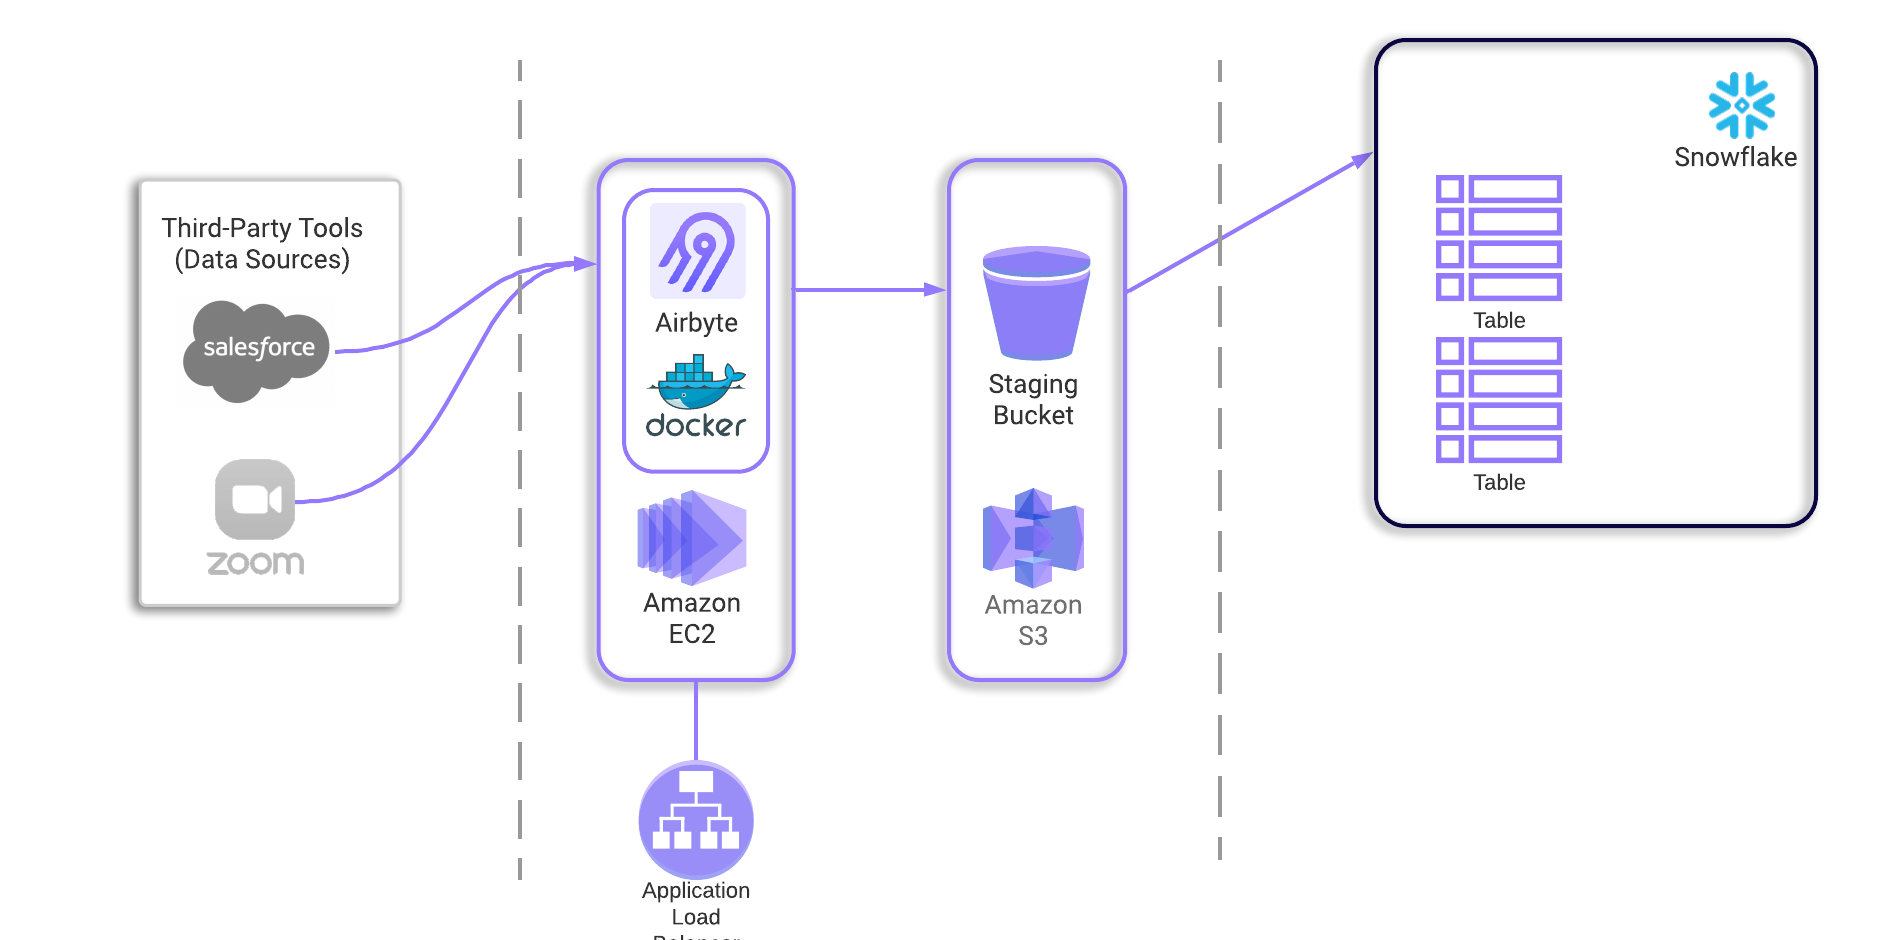 Third-Party Tools
(Data Sources)
salesforce
zoom
Airbyte
docker
Amazon
EC2
Application
Load
Staging
Bucket
Amazon
S3
Snowflake
Table
Table